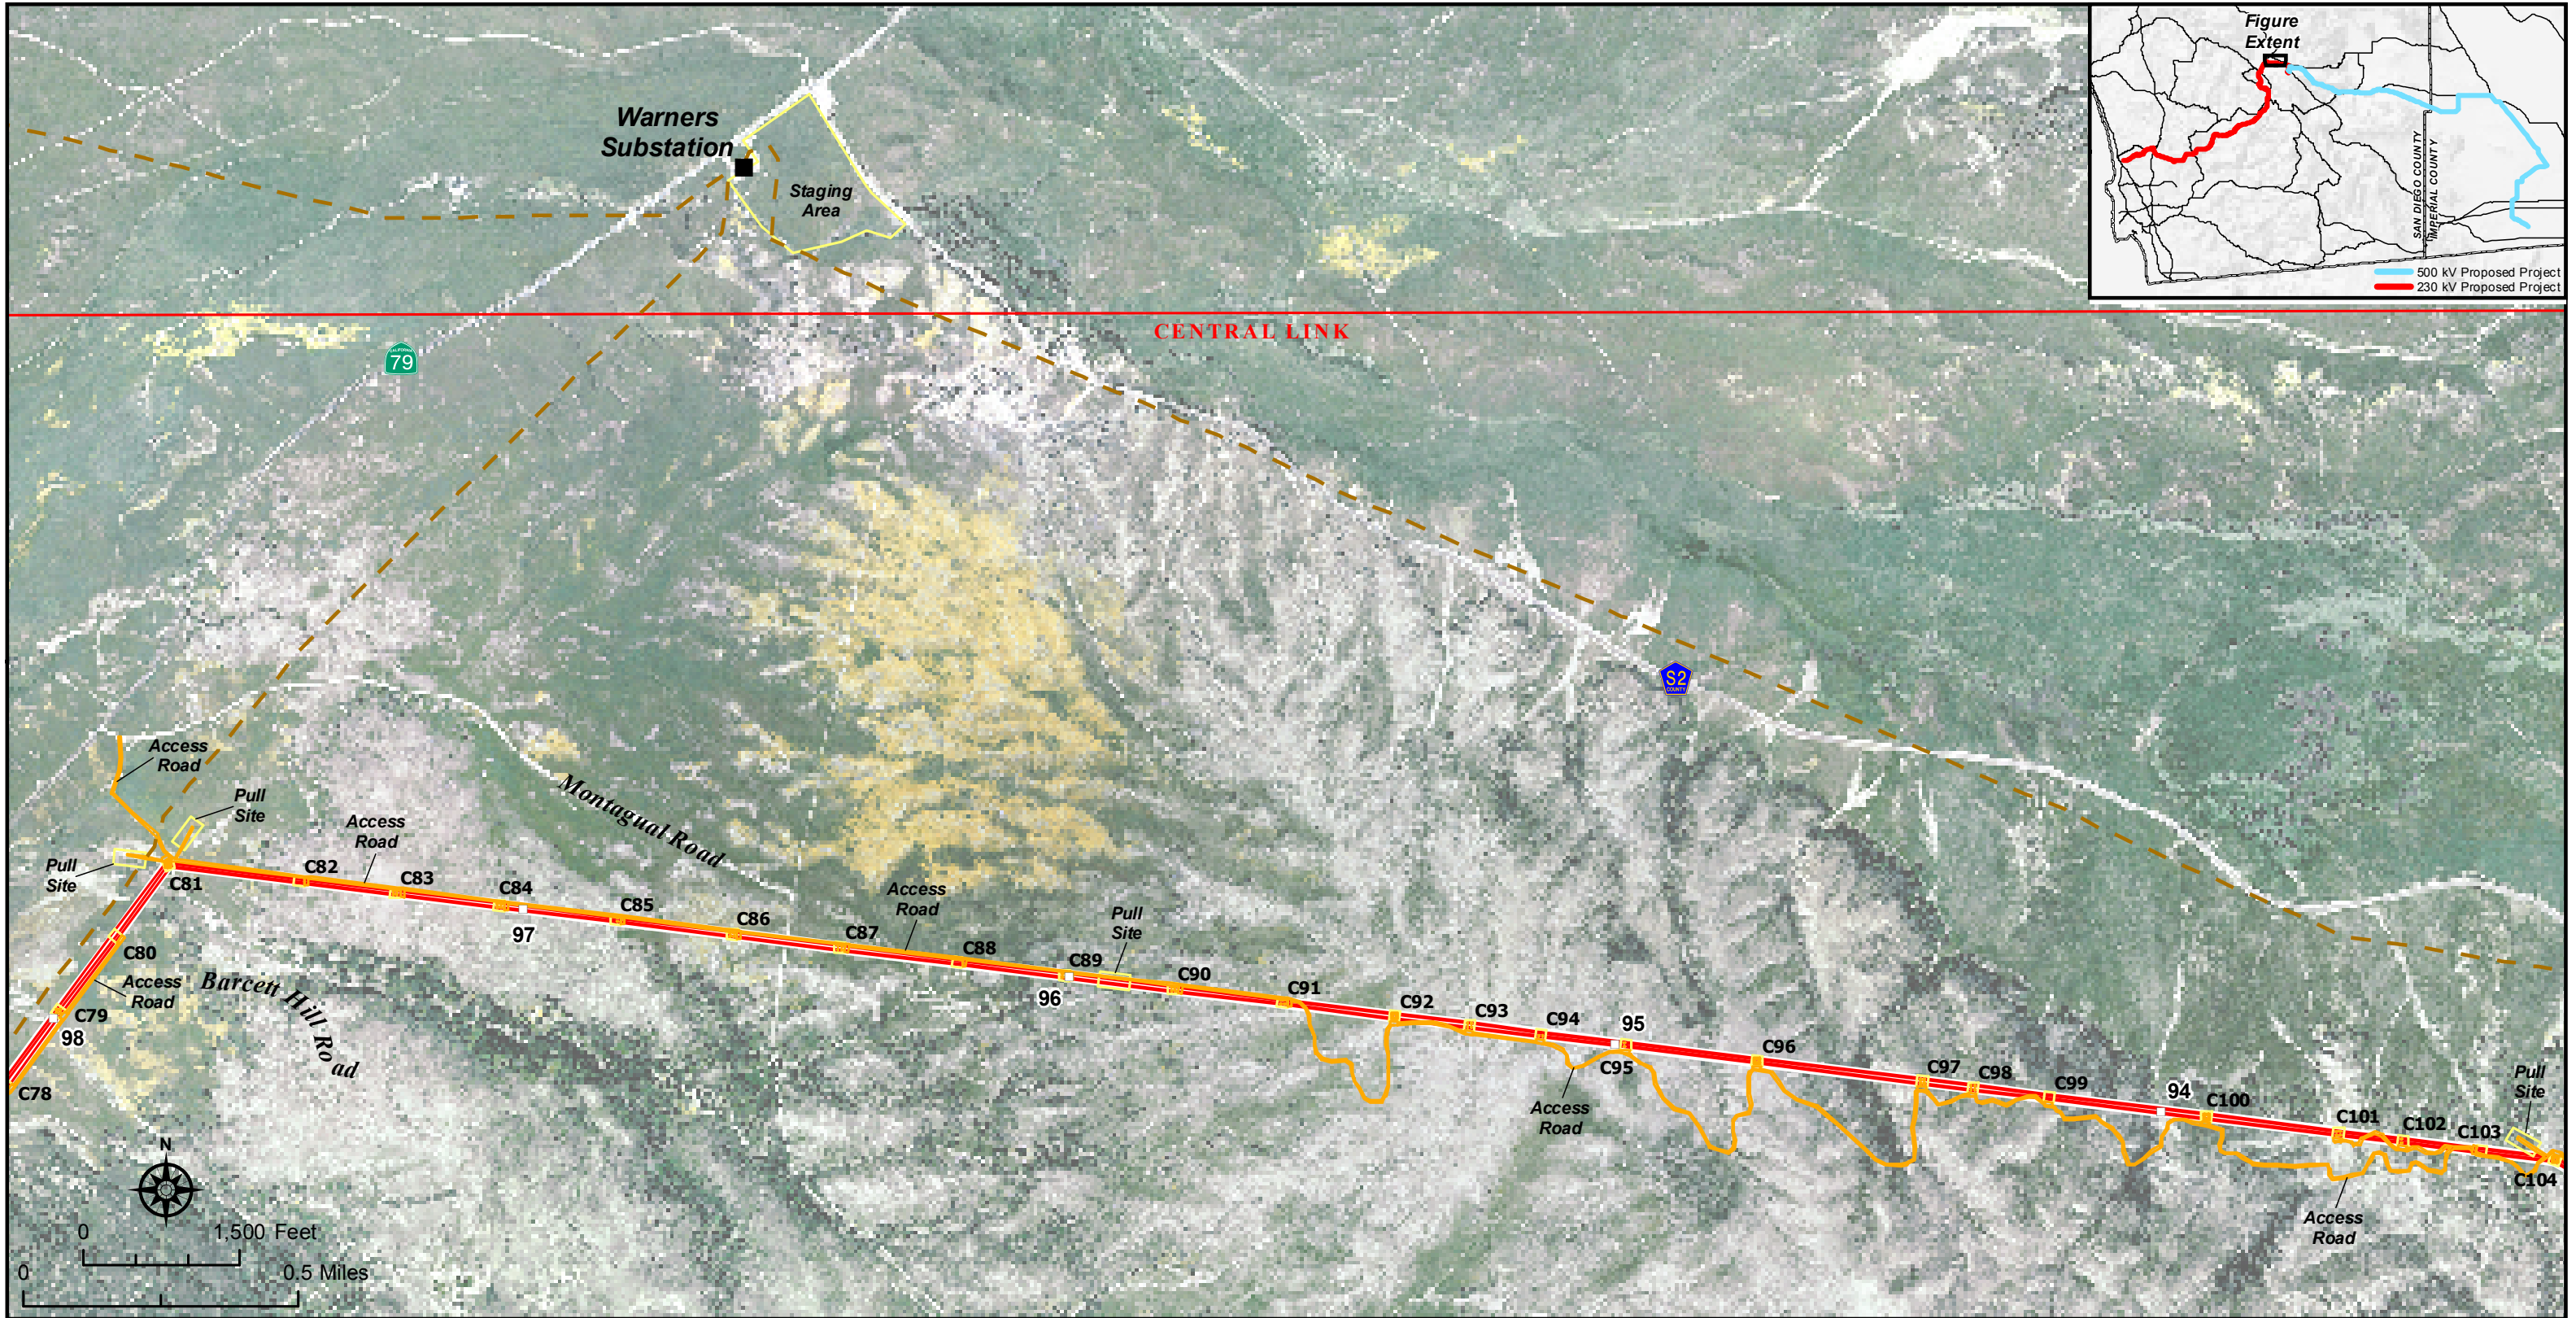 Figure
Extent
SAN DIEGO COUNTY
IMPERIAL COUNTY
500 kV Proposed Project
230 kV Proposed Project
Warners
Substation
Staging
Area
CENTRAL LINK
CALIFORNIA
79
S2
COUNTY
Access
Road
Pull
Site
Pull
Site
Access
Road
Montagual Road
C81
C82
C83
C84
97
C85
C86
C87
Access
Road
C88
C89
96
Pull
Site
C90
C91
C92
C93
C94
95
C95
C96
C97
C98
C99
94
C100
C101
C102
C103
C104
Pull
Site
Access
Road
Access
Road
C80
Access
Road
C79
98
C78
Barcett Hill Road
N
0 1,500 Feet
0 0.5 Miles